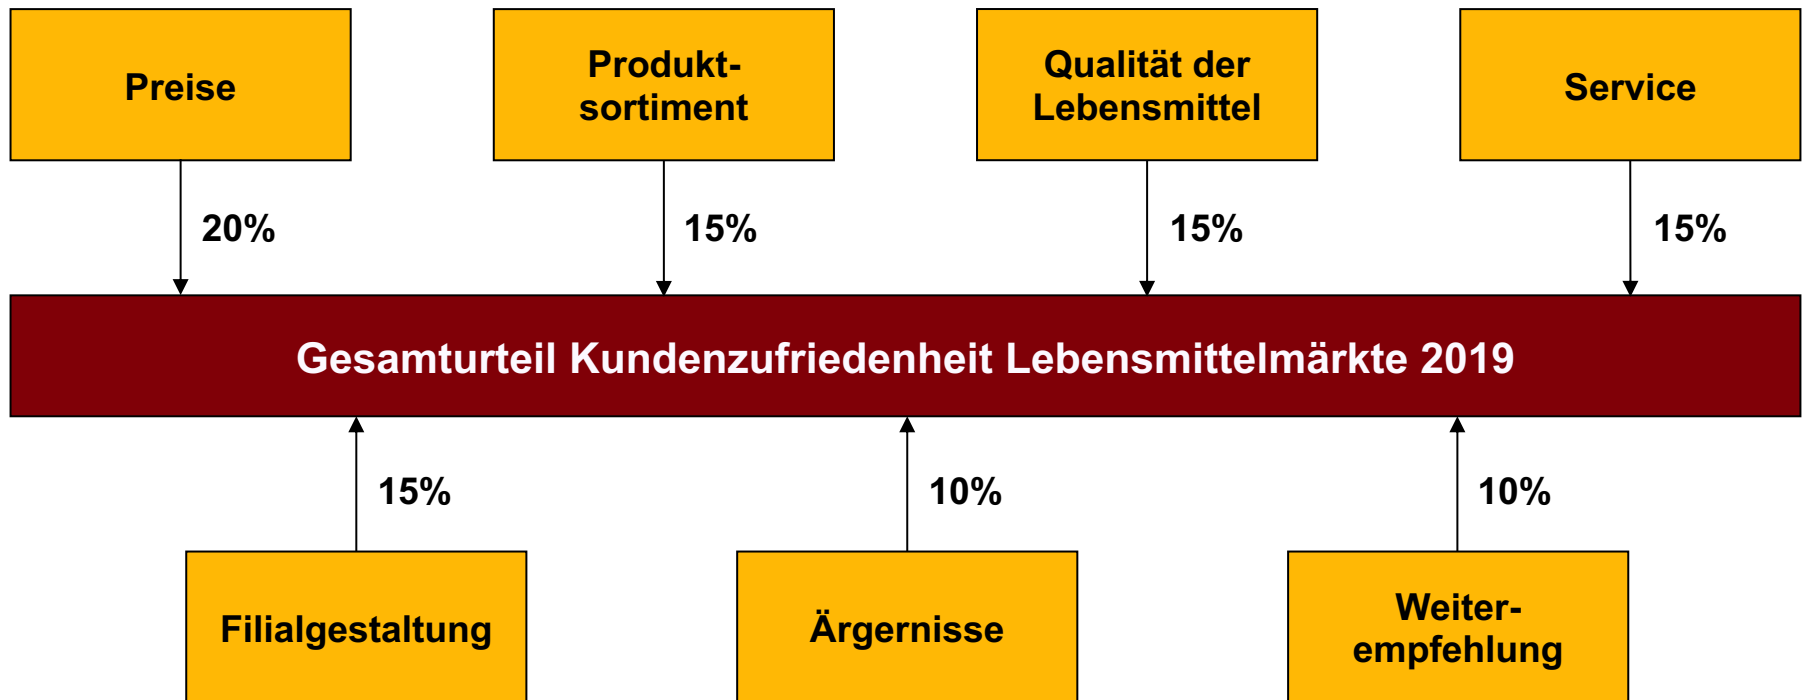 Preise
Produkt-
sortiment
Qualität der
Lebensmittel
Service
20%
15%
15%
15%
Gesamturteil Kundenzufriedenheit Lebensmittelmärkte 2019
15%
10%
10%
Filialgestaltung
Ärgernisse
Weiter-
empfehlung